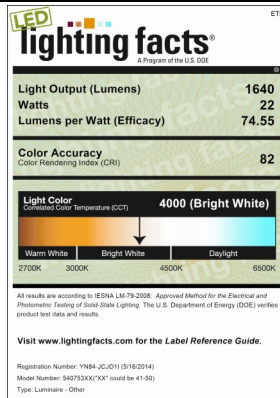 LED
ET
lighting facts®
A Program of the U.S. DOE
Light Output (Lumens) 1640
Watts 22
Lumens per Watt (Efficacy) 74.55
Color Accuracy 82
Color Rendering Index (CRI)
Light Color 4000 (Bright White)
Correlated Color Temperature (CCT)
Warm White Bright White Daylight
2700K 3000K 4500K 6500K
All results are according to IESNA LM-79-2008: Approved Method for the Electrical and
Photometric Testing of Solid-State Lighting. The U.S. Department of Energy (DOE) verifies
product test data and results.
Visit www.lightingfacts.com for the Label Reference Guide.
Registration Number: YN84-JCJO1I (5/16/2014)
Model Number: 540753XX("XX" could be 41-50)
Type: Luminaire - Other